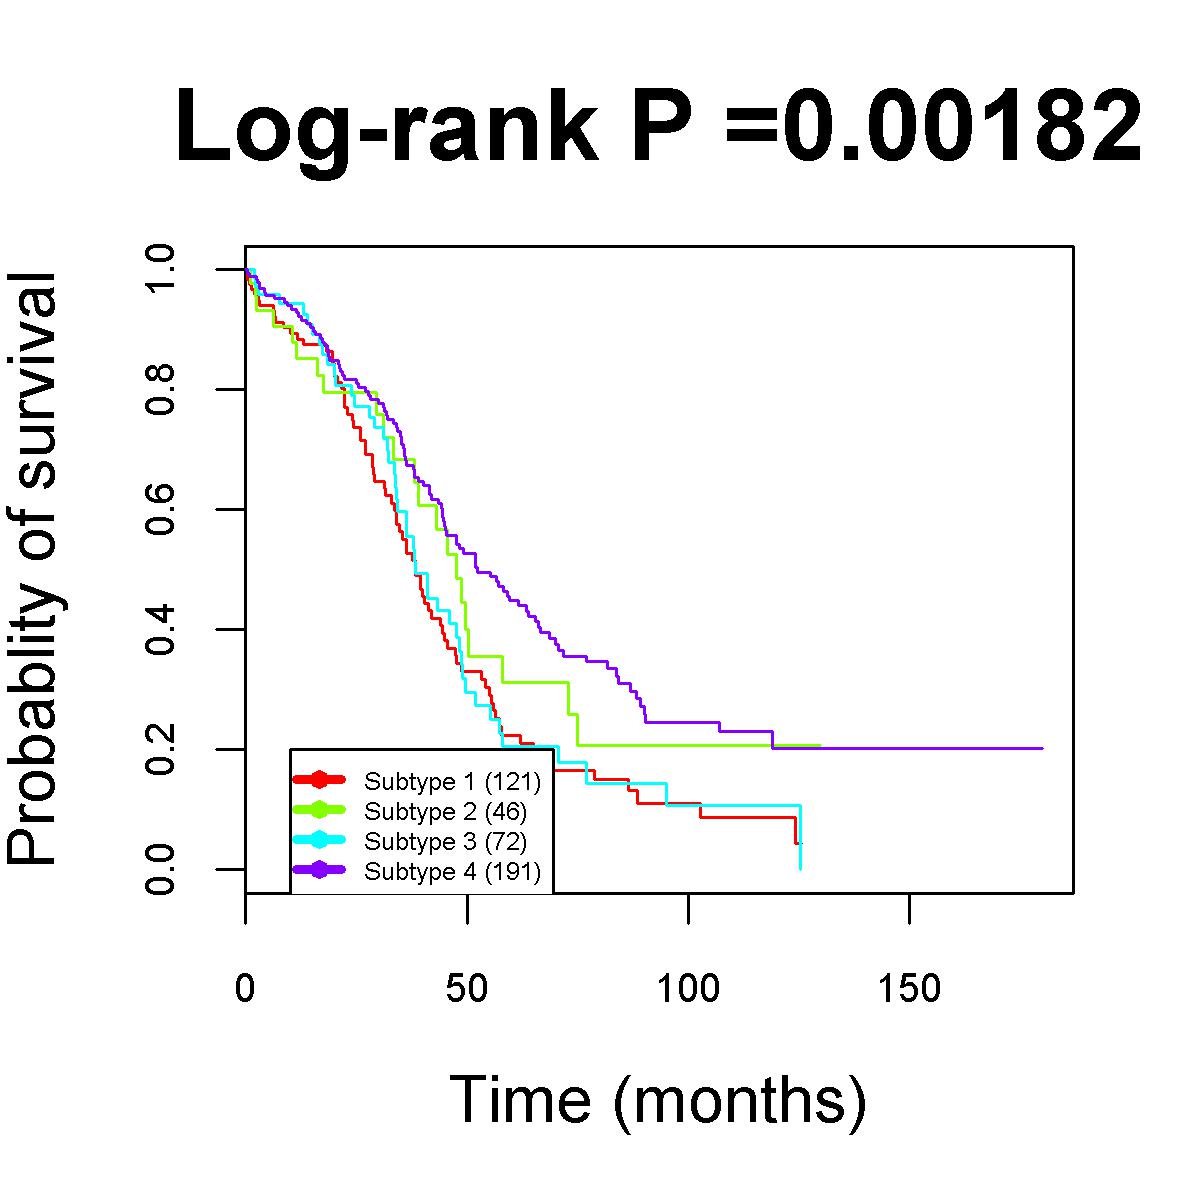 Log-rank P =0.00182
Probablity of survival
1.0
0.8
0.6
0.4
0.2
0.0
Subtype 1 (121)
Subtype 2 (46)
Subtype 3 (72)
Subtype 4 (191)
0 50 100 150
Time (months)